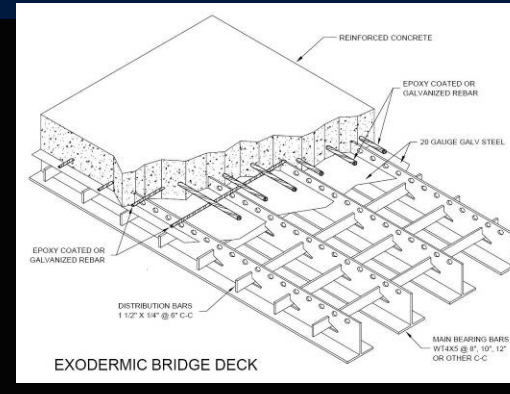 REINFORCED CONCRETE
EPOXY COATED OR
GALVANIZED REBAR
20 GAUGE GALV STEEL
EPOXY COATED OR
GALVANIZED REBAR
DISTRIBUTION BARS
1 1/2" X 1/4" @ 6" C-C
MAIN BEARING BARS
WT4X5 @ 8", 10", 12"
OR OTHER C-C
EXODERMIC BRIDGE DECK